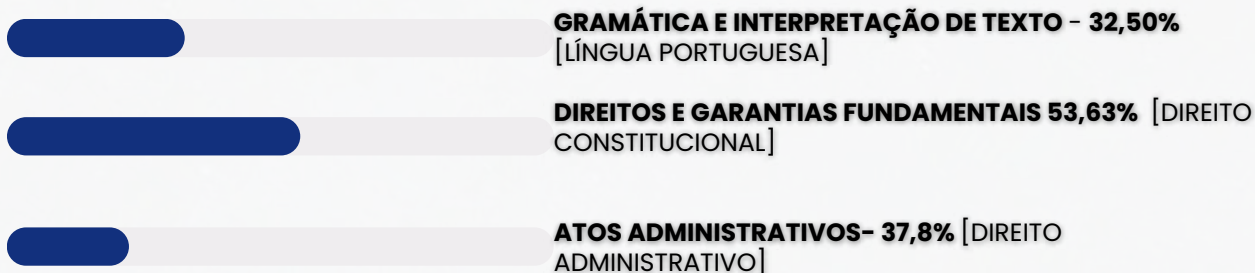 GRAMÁTICA E INTERPRETAÇÃO DE TEXTO - 32,50%
[LÍNGUA PORTUGUESA]
DIREITOS E GARANTIAS FUNDAMENTAIS 53,63% [DIREITO
CONSTITUCIONAL]
ATOS ADMINISTRATIVOS- 37,8% [DIREITO
ADMINISTRATIVO]